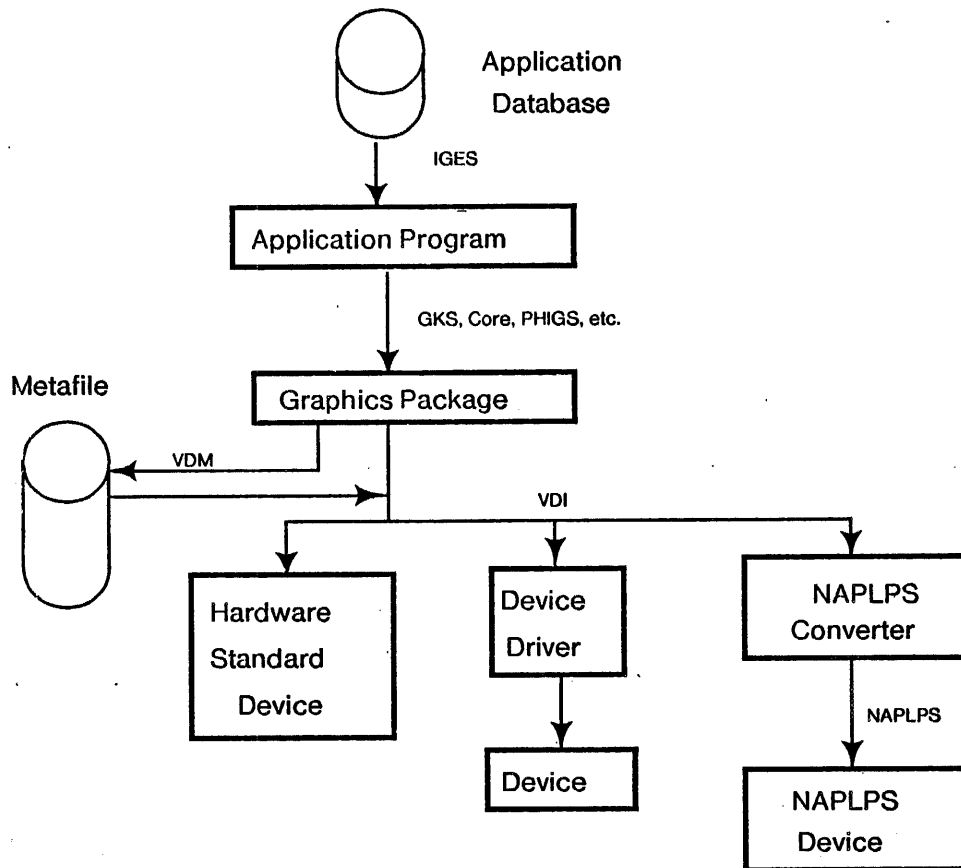 Application
Database
IGES
Application Program
GKS, Core, PHIGS, etc.
Metafile
Graphics Package
VDM
VDI
Hardware
Standard
Device
Device
Driver
NAPLPS
Converter
NAPLPS
Device
NAPLPS
Device